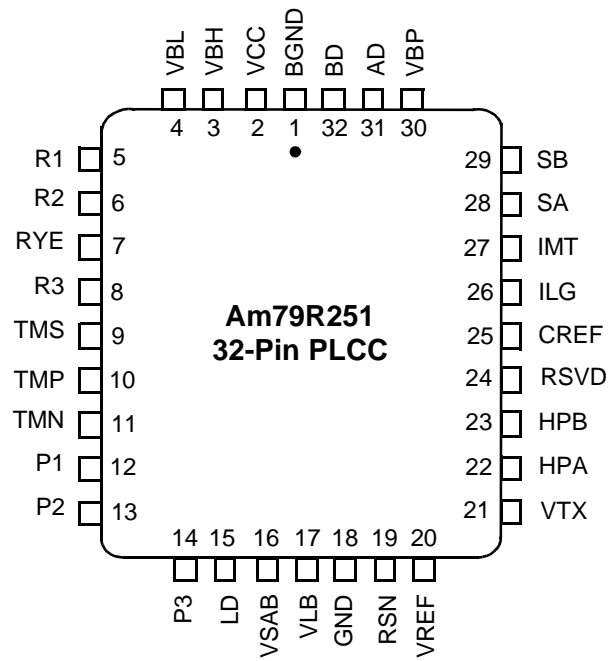 VBL VBH VCC BGND BD AD VBP
4 3 2 1 32 31 30
R1 5 29 SB
R2 6 28 SA
RYE 7 27 IMT
R3 8 26 ILG
Am79R251
32-Pin PLCC
TMS 9 25 CREF
TMP 10 24 RSVD
TMN 11 23 HPB
P1 12 22 HPA
P2 13 21 VTX
14 15 16 17 18 19 20
P3 LD VSAB VLB GND RSN VREF